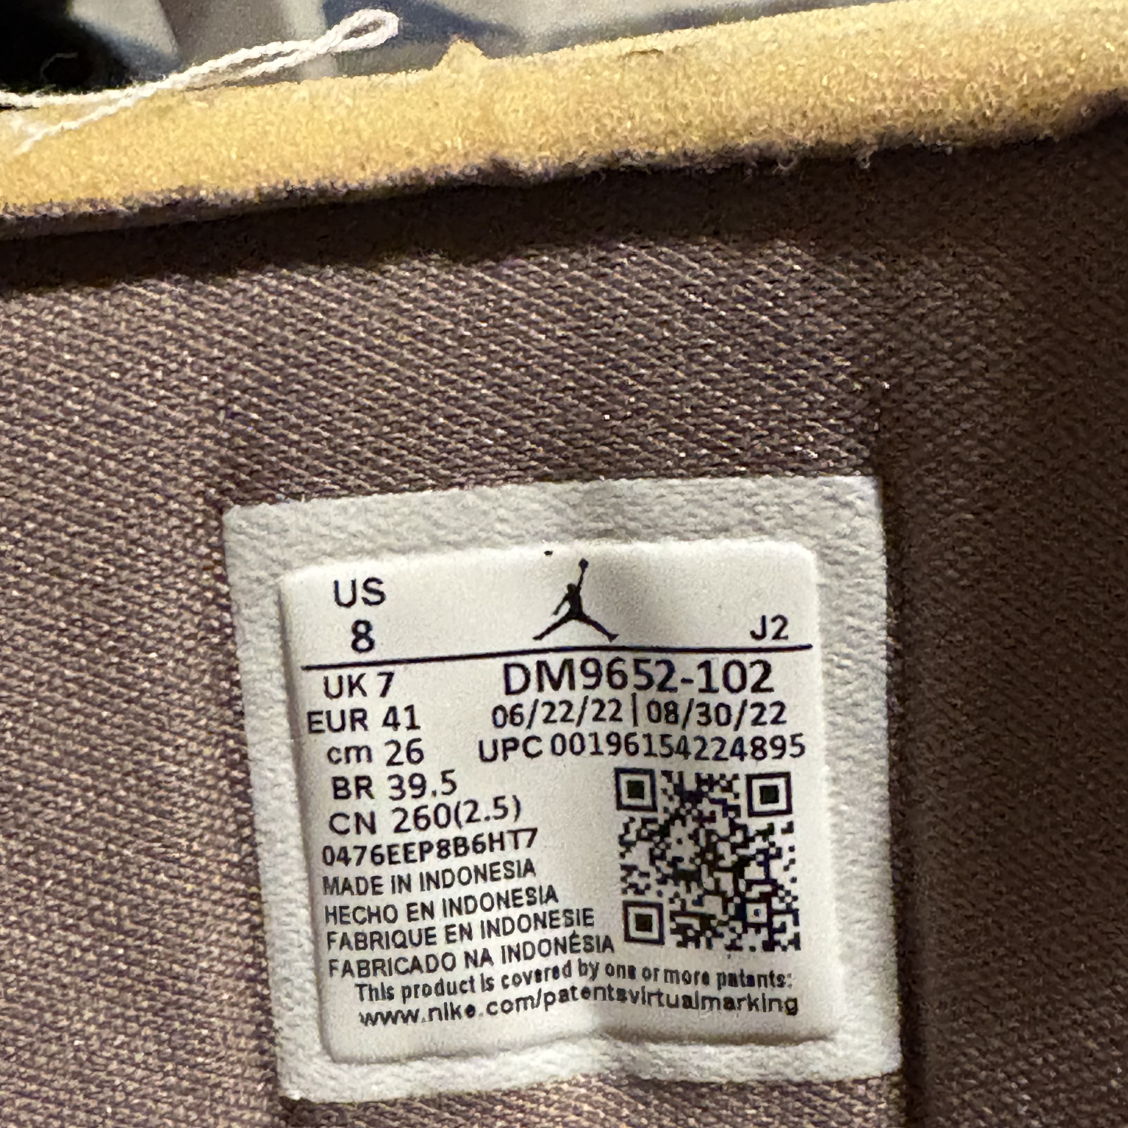 US
8
J2
UK 7
DM9652-102
EUR 41
06/22/22 | 08/30/22
cm 26
UPC 00196154224895
BR 39.5
CN 260(2.5)
0476EEP8B6HT7
MADE IN INDONESIA
HECHO EN INDONESIA
FABRIQUE EN INDONESIE
FABRICADO NA INDONÉSIA
This product is covered by one or more patents:
www.nike.com/patentsvirtualmarking